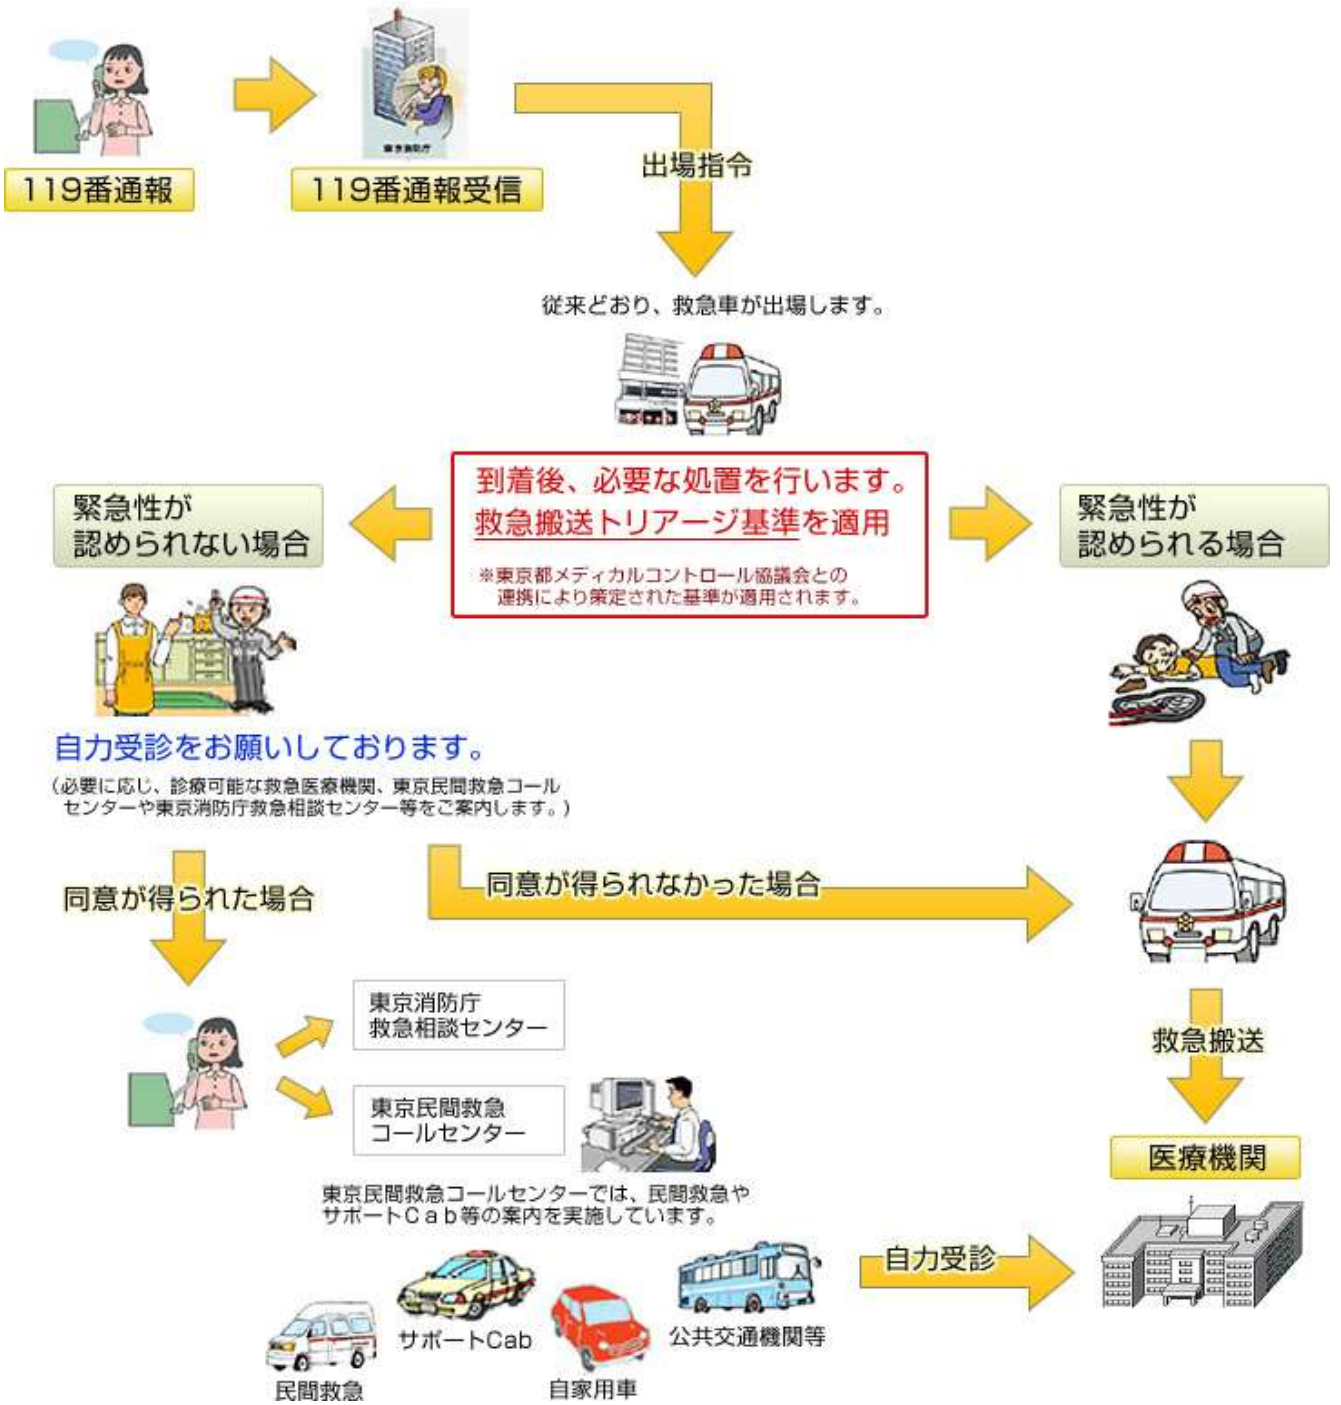 119番通報
東京消防庁
119番通報受信
出場指令
従来どおり、救急車が出場します。
到着後、必要な処置を行います。
救急搬送トリアージ基準を適用
※東京都メディカルコントロール協議会との
連携により策定された基準が適用されます。
緊急性が
認められない場合
緊急性が
認められる場合
自力受診をお願いしております。
(必要に応じ、診療可能な救急医療機関、東京民間救急コール
センターや東京消防庁救急相談センター等をご案内します。)
同意が得られた場合
同意が得られなかった場合
東京消防庁
救急相談センター
東京民間救急
コールセンター
東京民間救急コールセンターでは、民間救急や
サポートCab等の案内を実施しています。
救急搬送
医療機関
民間救急
サポートCab
自家用車
公共交通機関等
自力受診